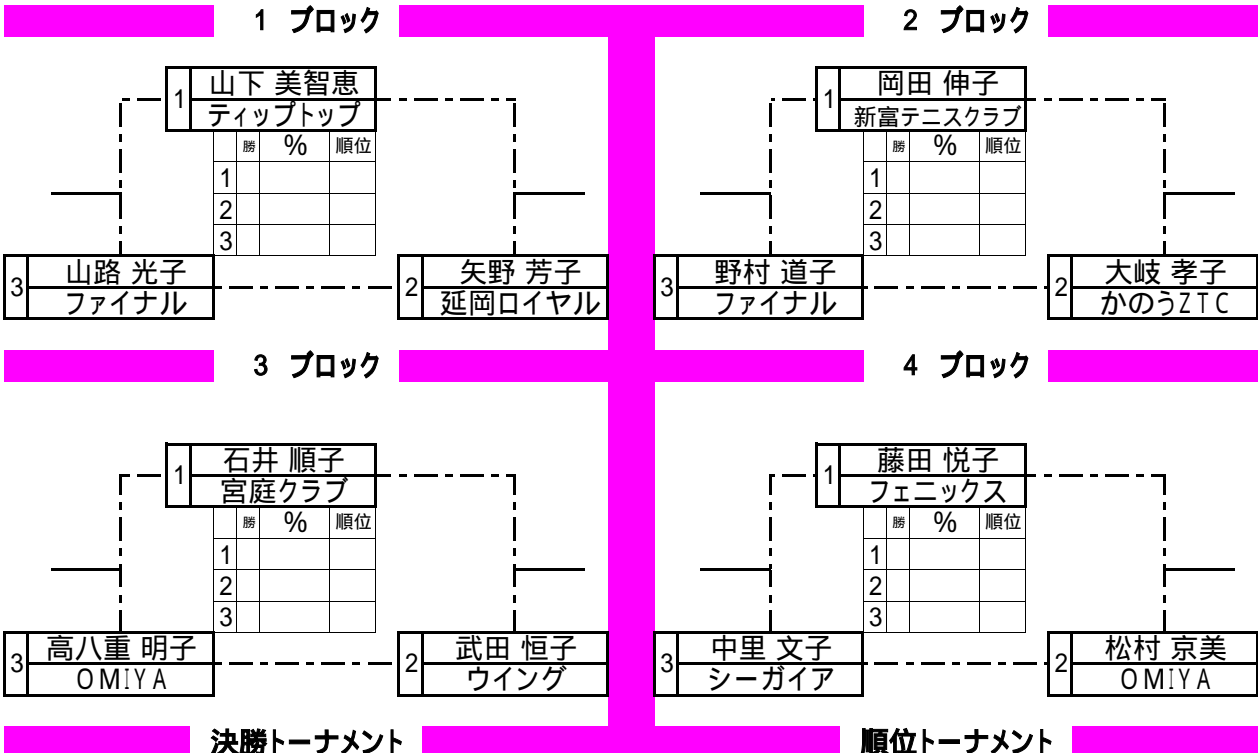 1 ブロック
2 ブロック
1
山下 美智恵
ティップトップ
勝 % 順位
1
2
3
3
山路 光子
ファイナル
2
矢野 芳子
延岡ロイヤル
1
岡田 伸子
新富テニスクラブ
勝 % 順位
1
2
3
3
野村 道子
ファイナル
2
大岐 孝子
かのうZTC
3 ブロック
4 ブロック
1
石井 順子
宮庭クラブ
勝 % 順位
1
2
3
3
高八重 明子
OMIYA
2
武田 恒子
ウイング
1
藤田 悦子
フェニックス
勝 % 順位
1
2
3
3
中里 文子
シーガイア
2
松村 京美
OMIYA
決勝トーナメント
順位トーナメント